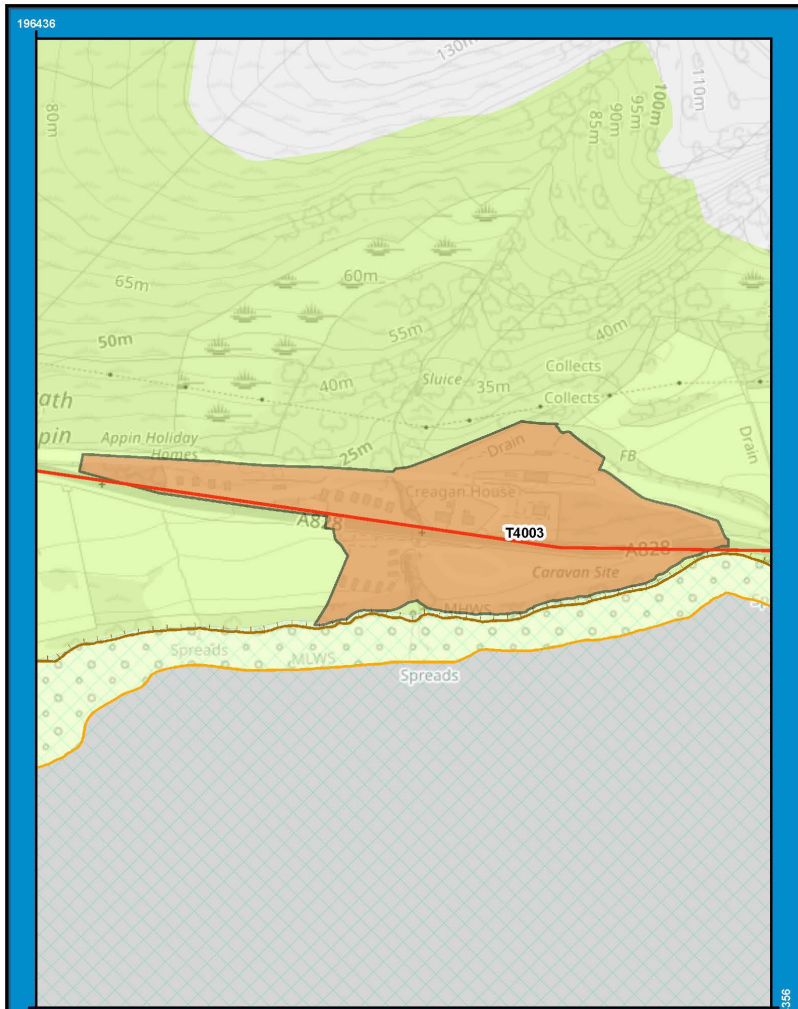 196436
130m
110m
100m
95m
90m
85m
80m
65m
60m
50m
55m
40m
Collects
Sluice
35m
40m
Collects
ath
pin
Appin Holiday
Homes
25m
Drain
FB
Drain
Creagan House
A828
T4003
A828
Caravan Site
MHWS
Sp
Spreads
MLWS
Spreads
356